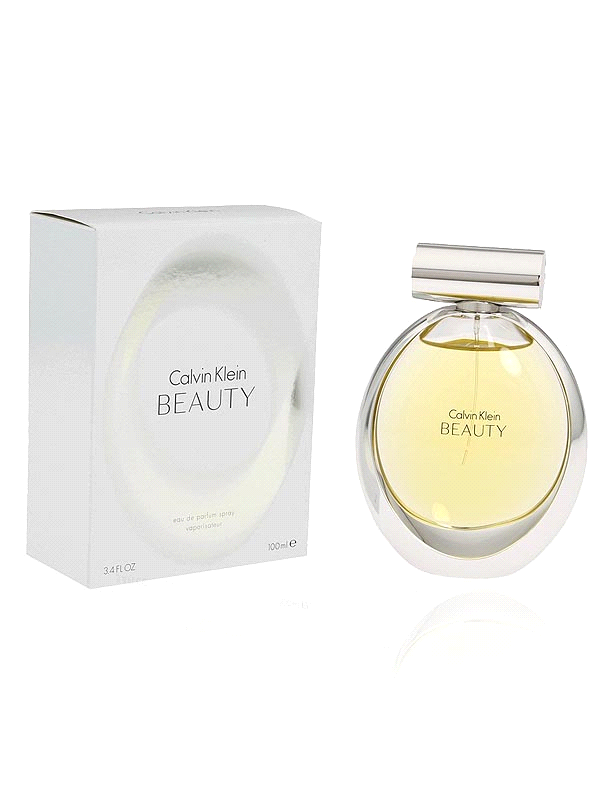 Calvin Klein
BEAUTY
eau de parfum spray
vaporisateur
3.4 FL OZ
100ml ℮
Calvin Klein
BEAUTY